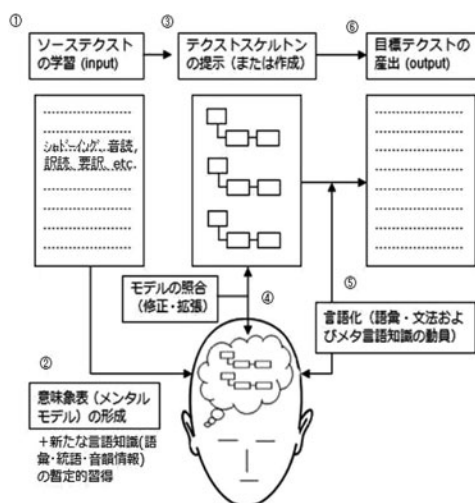 ①
ソーステクスト
の学習 (input)
③
テクストスケルトン
の提示（または作成）
⑥
目標テクストの
産出 (output)
シャドーイング、音読,
訳読、要訳、etc.
モデルの照合
（修正・拡張）
④
⑤
言語化（語彙・文法およ
びメタ言語知識の動員）
②
意味象表（メンタル
モデル）の形成
＋新たな言語知識(語
彙・統語・音韻情報)
の暫定的習得